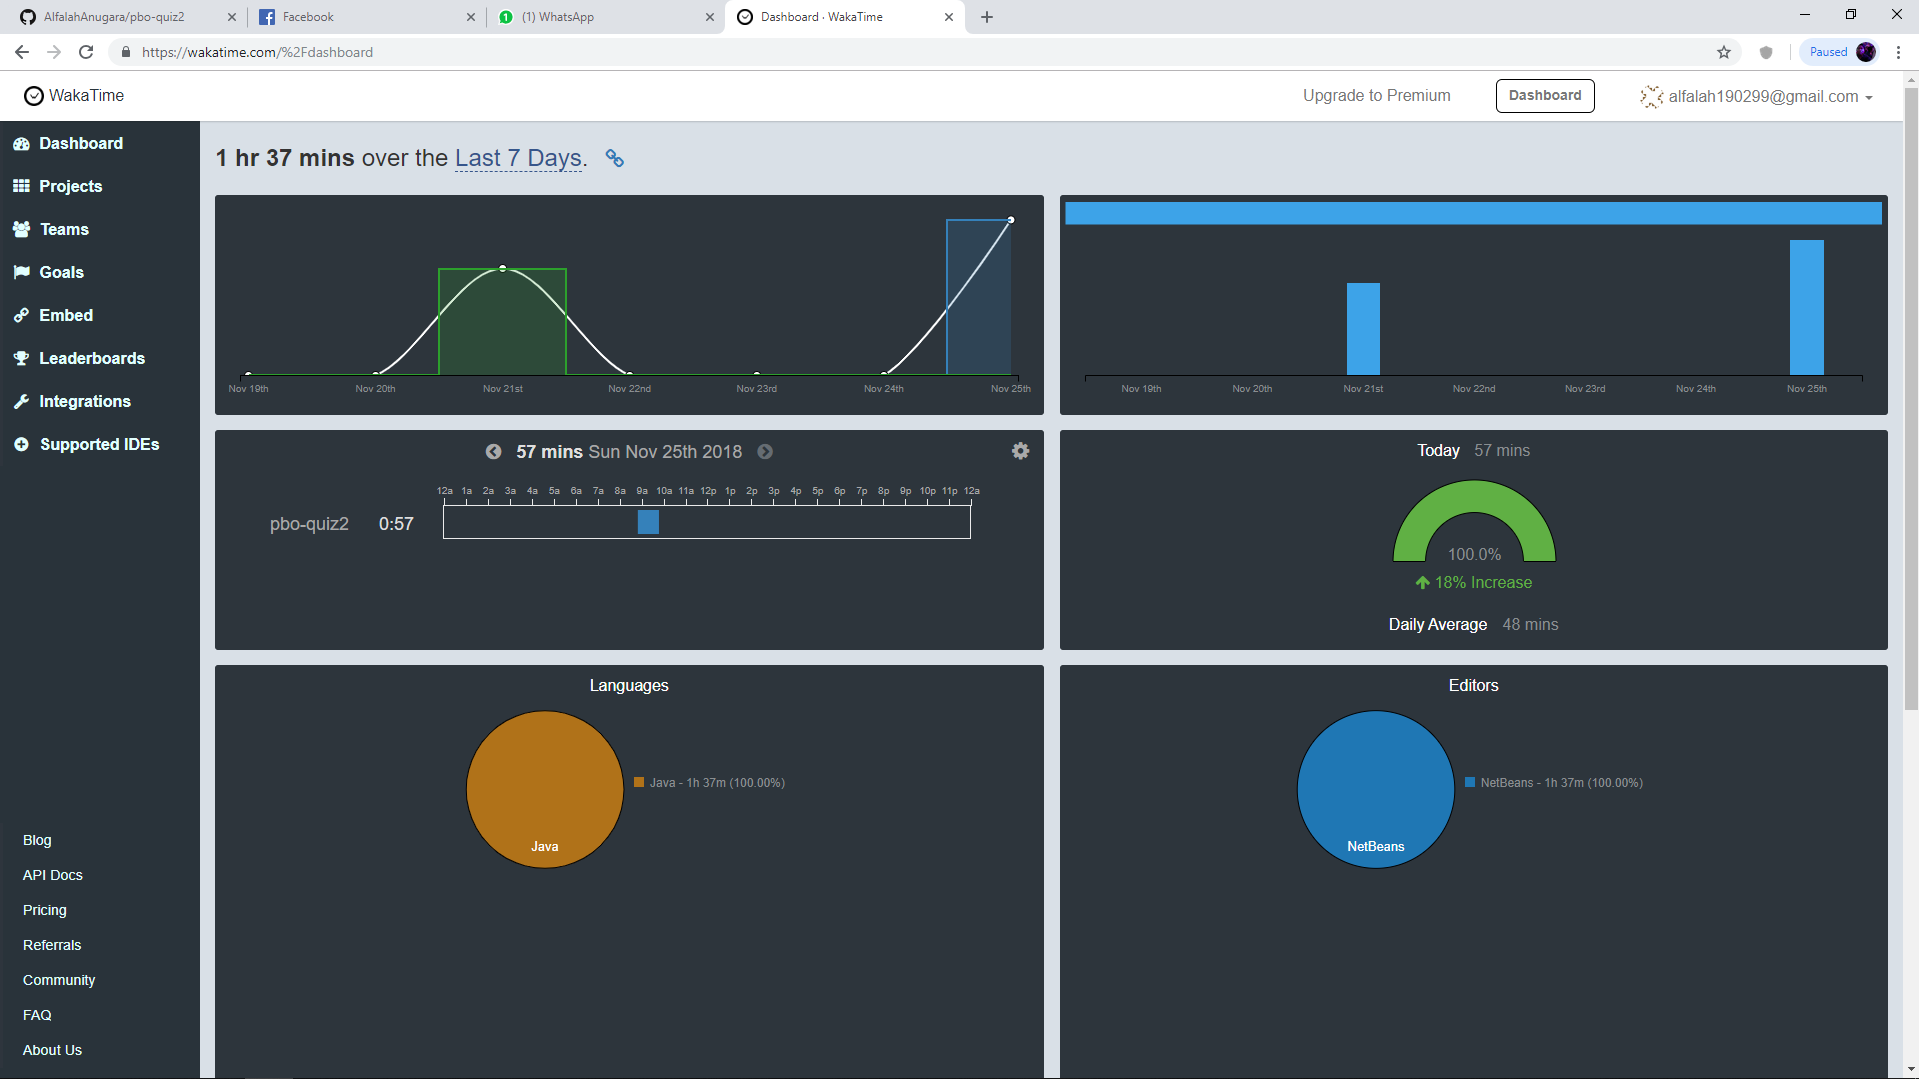 AlfalahAnugara/pbo-quiz2
Facebook
(1) WhatsApp
Dashboard · WakaTime
https://wakatime.com/%2Fdashboard
Paused
WakaTime
Upgrade to Premium
Dashboard
alfalah190299@gmail.com
Dashboard
Projects
Teams
Goals
Embed
Leaderboards
Integrations
Supported IDEs
Blog
API Docs
Pricing
Referrals
Community
FAQ
About Us
1 hr 37 mins over the Last 7 Days.
Nov 19th Nov 20th Nov 21st Nov 22nd Nov 23rd Nov 24th Nov 25th
Nov 19th Nov 20th Nov 21st Nov 22nd Nov 23rd Nov 24th Nov 25th
57 mins Sun Nov 25th 2018
12a 1a 2a 3a 4a 5a 6a 7a 8a 9a 10a 11a 12p 1p 2p 3p 4p 5p 6p 7p 8p 9p 10p 11p 12a
pbo-quiz2 0:57
Today 57 mins
100.0%
18% Increase
Daily Average 48 mins
Languages
Java - 1h 37m (100.00%)
Java
Editors
NetBeans - 1h 37m (100.00%)
NetBeans